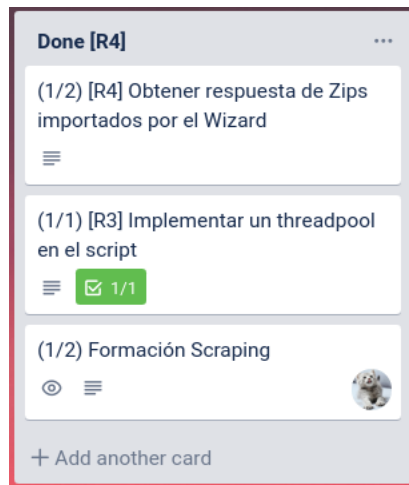 Done [R4]
(1/2) [R4] Obtener respuesta de Zips
importados por el Wizard
(1/1) [R3] Implementar un threadpool
en el script
1/1
(1/2) Formación Scraping
+ Add another card